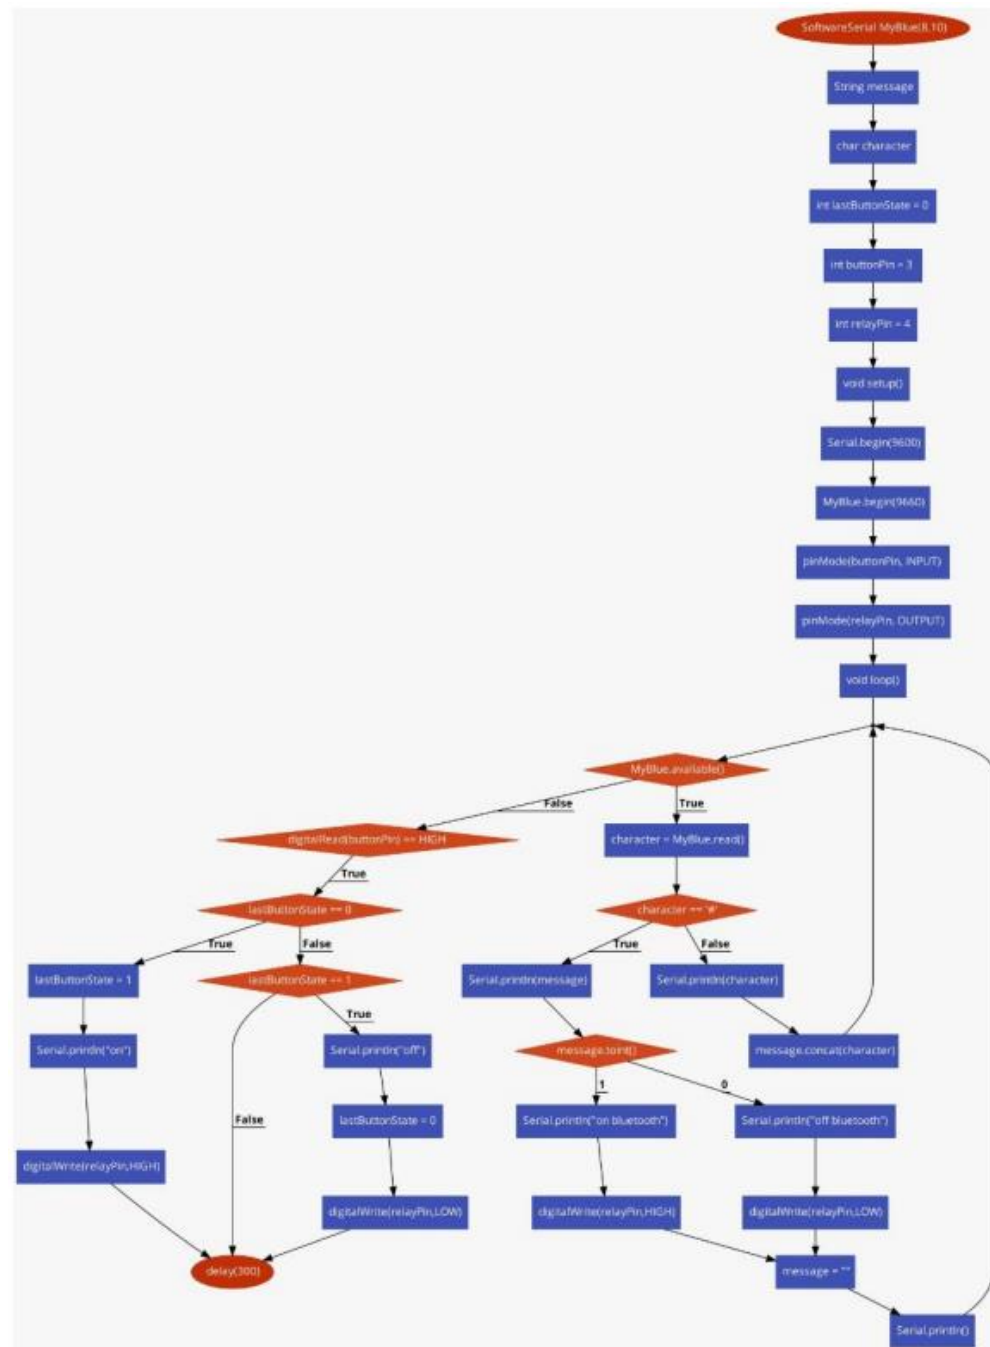 SoftwareSerial MyBlue(8,10)
String message
char character
int lastButtonState = 0
int buttonPin = 3
int relayPin = 4
void setup()
Serial.begin(9600)
MyBlue.begin(9660)
pinMode(buttonPin, INPUT)
pinMode(relayPin, OUTPUT)
void loop()
MyBlue.available()
False
True
digitalRead(buttonPin) == HIGH
character = MyBlue.read()
True
lastButtonState == 0
character == '#'
True
False
True
False
lastButtonState = 1
lastButtonState == 1
Serial.println(message)
Serial.println(character)
True
Serial.println("on")
Serial.println("off")
message.toInt()
message.concat(character)
1
0
False
lastButtonState = 0
Serial.println("on bluetooth")
Serial.println("off bluetooth")
digitalWrite(relayPin,HIGH)
digitalWrite(relayPin,LOW)
digitalWrite(relayPin,HIGH)
digitalWrite(relayPin,LOW)
delay(300)
message = ""
Serial.println()